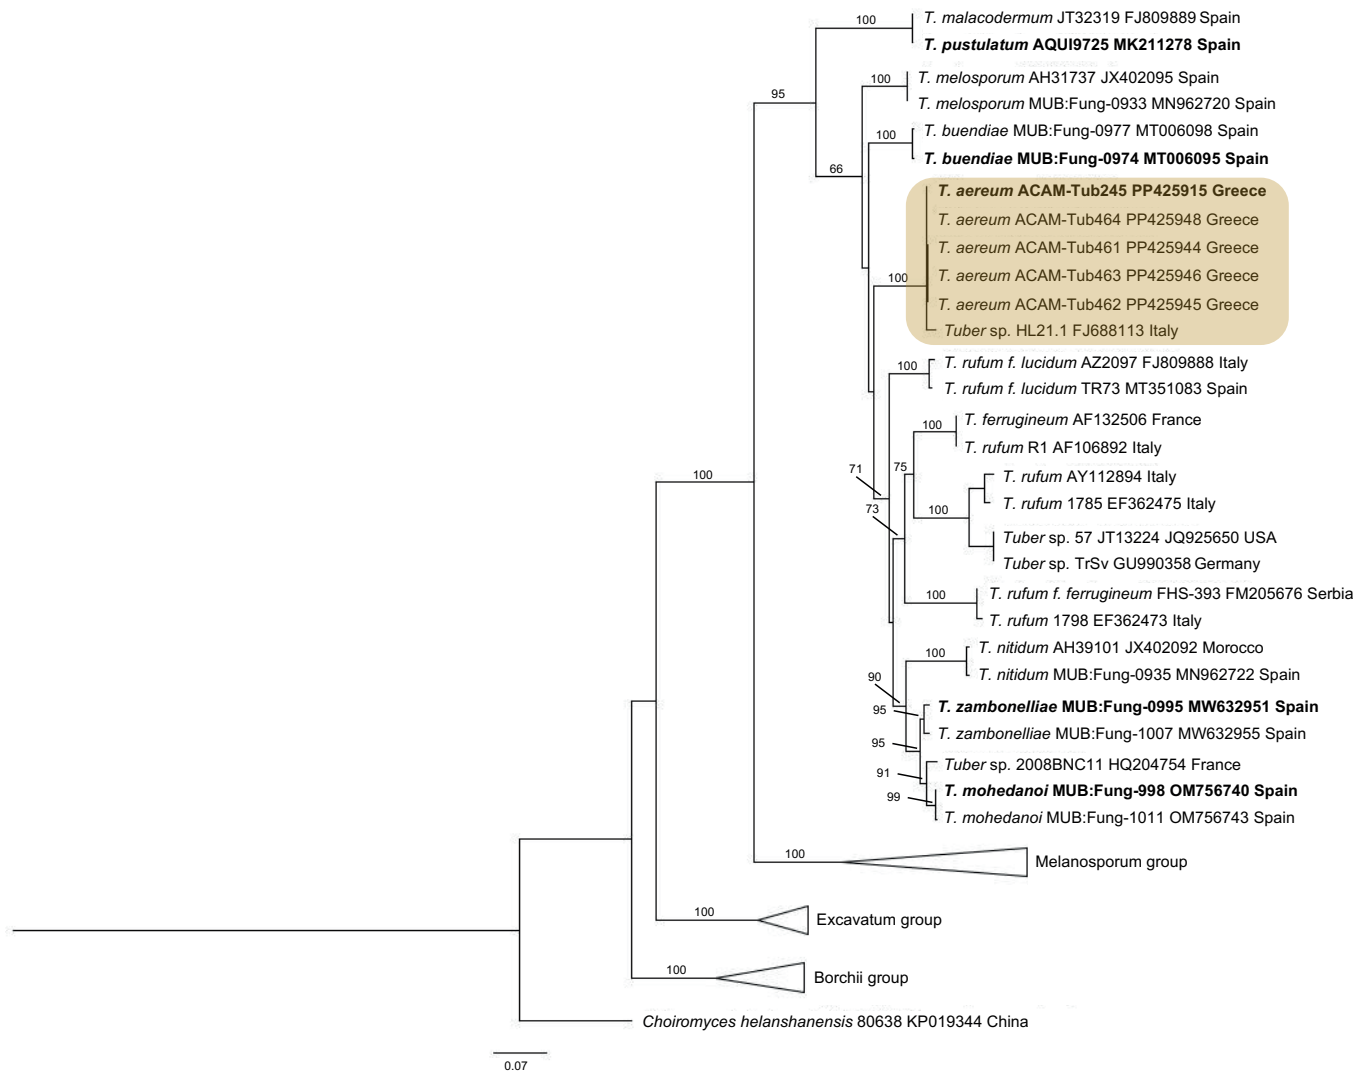 100
T. malacodermum JT32319 FJ809889 Spain
T. pustulatum AQUI9725 MK211278 Spain
95
100
T. melosporum AH31737 JX402095 Spain
T. melosporum MUB:Fung-0933 MN962720 Spain
100
T. buendiae MUB:Fung-0977 MT006098 Spain
T. buendiae MUB:Fung-0974 MT006095 Spain
66
T. aereum ACAM-Tub245 PP425915 Greece
T. aereum ACAM-Tub464 PP425948 Greece
T. aereum ACAM-Tub461 PP425944 Greece
100
T. aereum ACAM-Tub463 PP425946 Greece
T. aereum ACAM-Tub462 PP425945 Greece
Tuber sp. HL21.1 FJ688113 Italy
100
T. rufum f. lucidum AZ2097 FJ809888 Italy
T. rufum f. lucidum TR73 MT351083 Spain
100
T. ferrugineum AF132506 France
T. rufum R1 AF106892 Italy
71
75
T. rufum AY112894 Italy
T. rufum 1785 EF362475 Italy
73
100
Tuber sp. 57 JT13224 JQ925650 USA
Tuber sp. TrSv GU990358 Germany
100
T. rufum f. ferrugineum FHS-393 FM205676 Serbia
T. rufum 1798 EF362473 Italy
100
T. nitidum AH39101 JX402092 Morocco
T. nitidum MUB:Fung-0935 MN962722 Spain
90
95
T. zambonelliae MUB:Fung-0995 MW632951 Spain
T. zambonelliae MUB:Fung-1007 MW632955 Spain
95
Tuber sp. 2008BNC11 HQ204754 France
91
T. mohedanoi MUB:Fung-998 OM756740 Spain
99
T. mohedanoi MUB:Fung-1011 OM756743 Spain
100
100
Melanosporum group
100
Excavatum group
100
Borchii group
Choiromyces helanshanensis 80638 KP019344 China
0.07